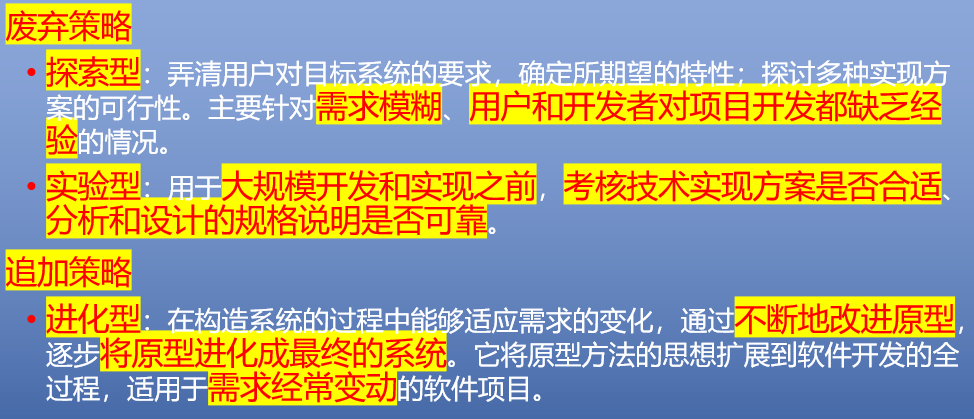 废弃策略
• 探索型：弄清用户对目标系统的要求，确定所期望的特性；探讨多种实现方
案的可行性。主要针对需求模糊、用户和开发者对项目开发都缺乏经
验的情况。
• 实验型：用于大规模开发和实现之前，考核技术实现方案是否合适、
分析和设计的规格说明是否可靠。
追加策略
• 进化型：在构造系统的过程中能够适应需求的变化，通过不断地改进原型，
逐步将原型进化成最终的系统。它将原型方法的思想扩展到软件开发的全
过程，适用于需求经常变动的软件项目。